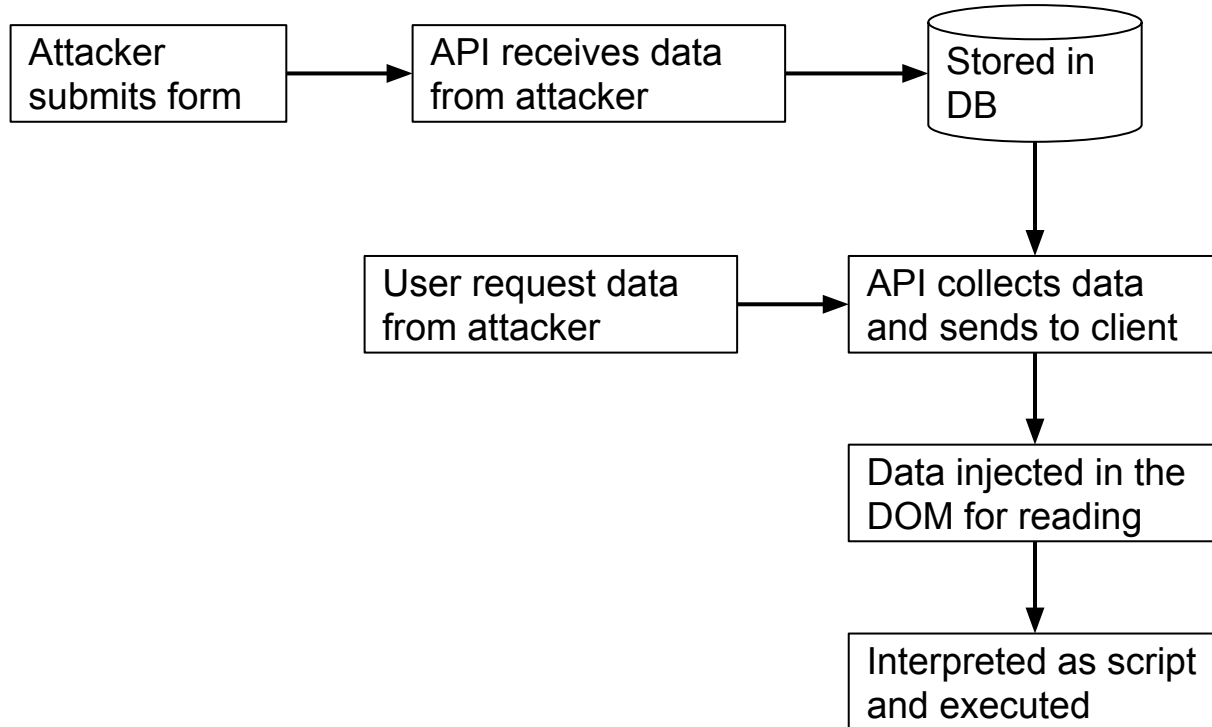 Attacker
submits form
API receives data
from attacker
Stored in
DB
User request data
from attacker
API collects data
and sends to client
Data injected in the
DOM for reading
Interpreted as script
and executed